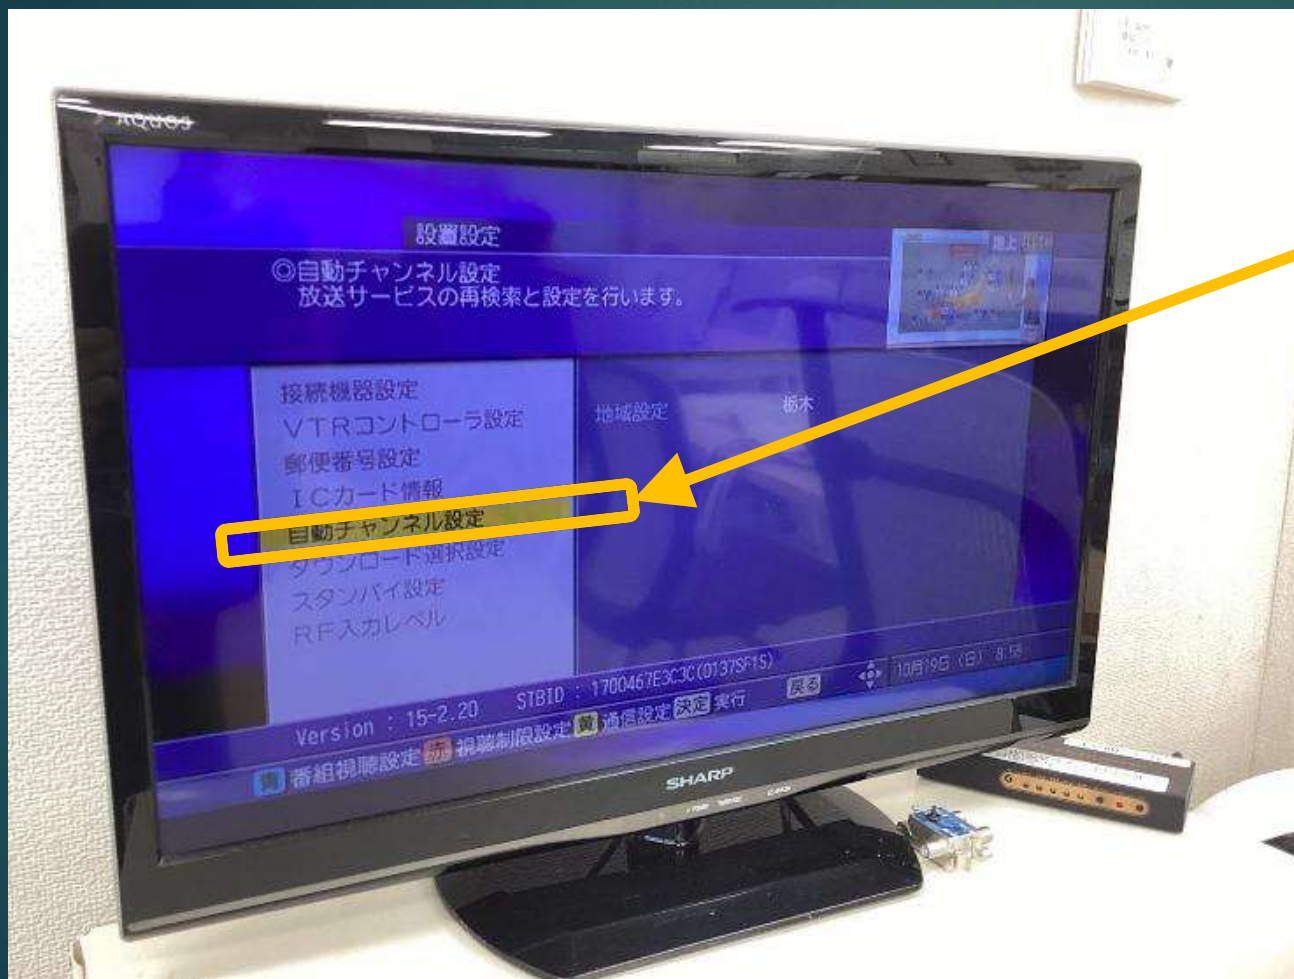 AQUOS
設置設定
地上
◎自動チャンネル設定
放送サービスの再検索と設定を行います。
接続機器設定
VTRコントローラ設定
郵便番号設定
ICカード情報
自動チャンネル設定
ダウンロード選択設定
スタンバイ設定
RF入力レベル
地域設定 栃木
Version : 15-2.20 STBID : 1700467E3C3C(0137SF1S)
青 番組視聴設定 赤 視聴制限設定 黄 通信設定 決定 実行 戻る 10月19日 (日) 8:58
SHARP